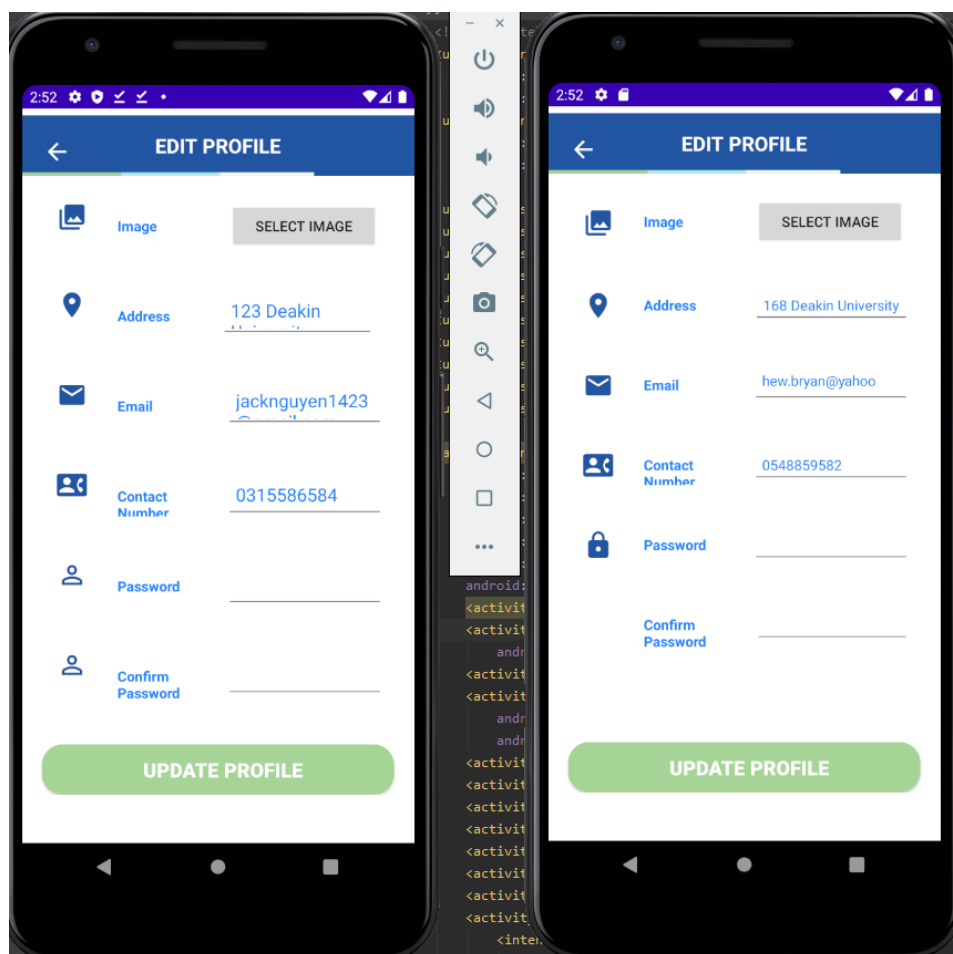 2:52
EDIT PROFILE
Image
SELECT IMAGE
Address
123 Deakin
Email
jacknguyen1423
Contact
Number
0315586584
Password
Confirm
Password
UPDATE PROFILE
android:
<activit
<activit
andr
<activit
<activit
andr
andr
<activit
<activit
<activit
<activit
<activit
<activit
<activit
<activit
<inten
2:52
EDIT PROFILE
Image
SELECT IMAGE
Address
168 Deakin University
Email
hew.bryan@yahoo
Contact
Number
0548859582
Password
Confirm
Password
UPDATE PROFILE